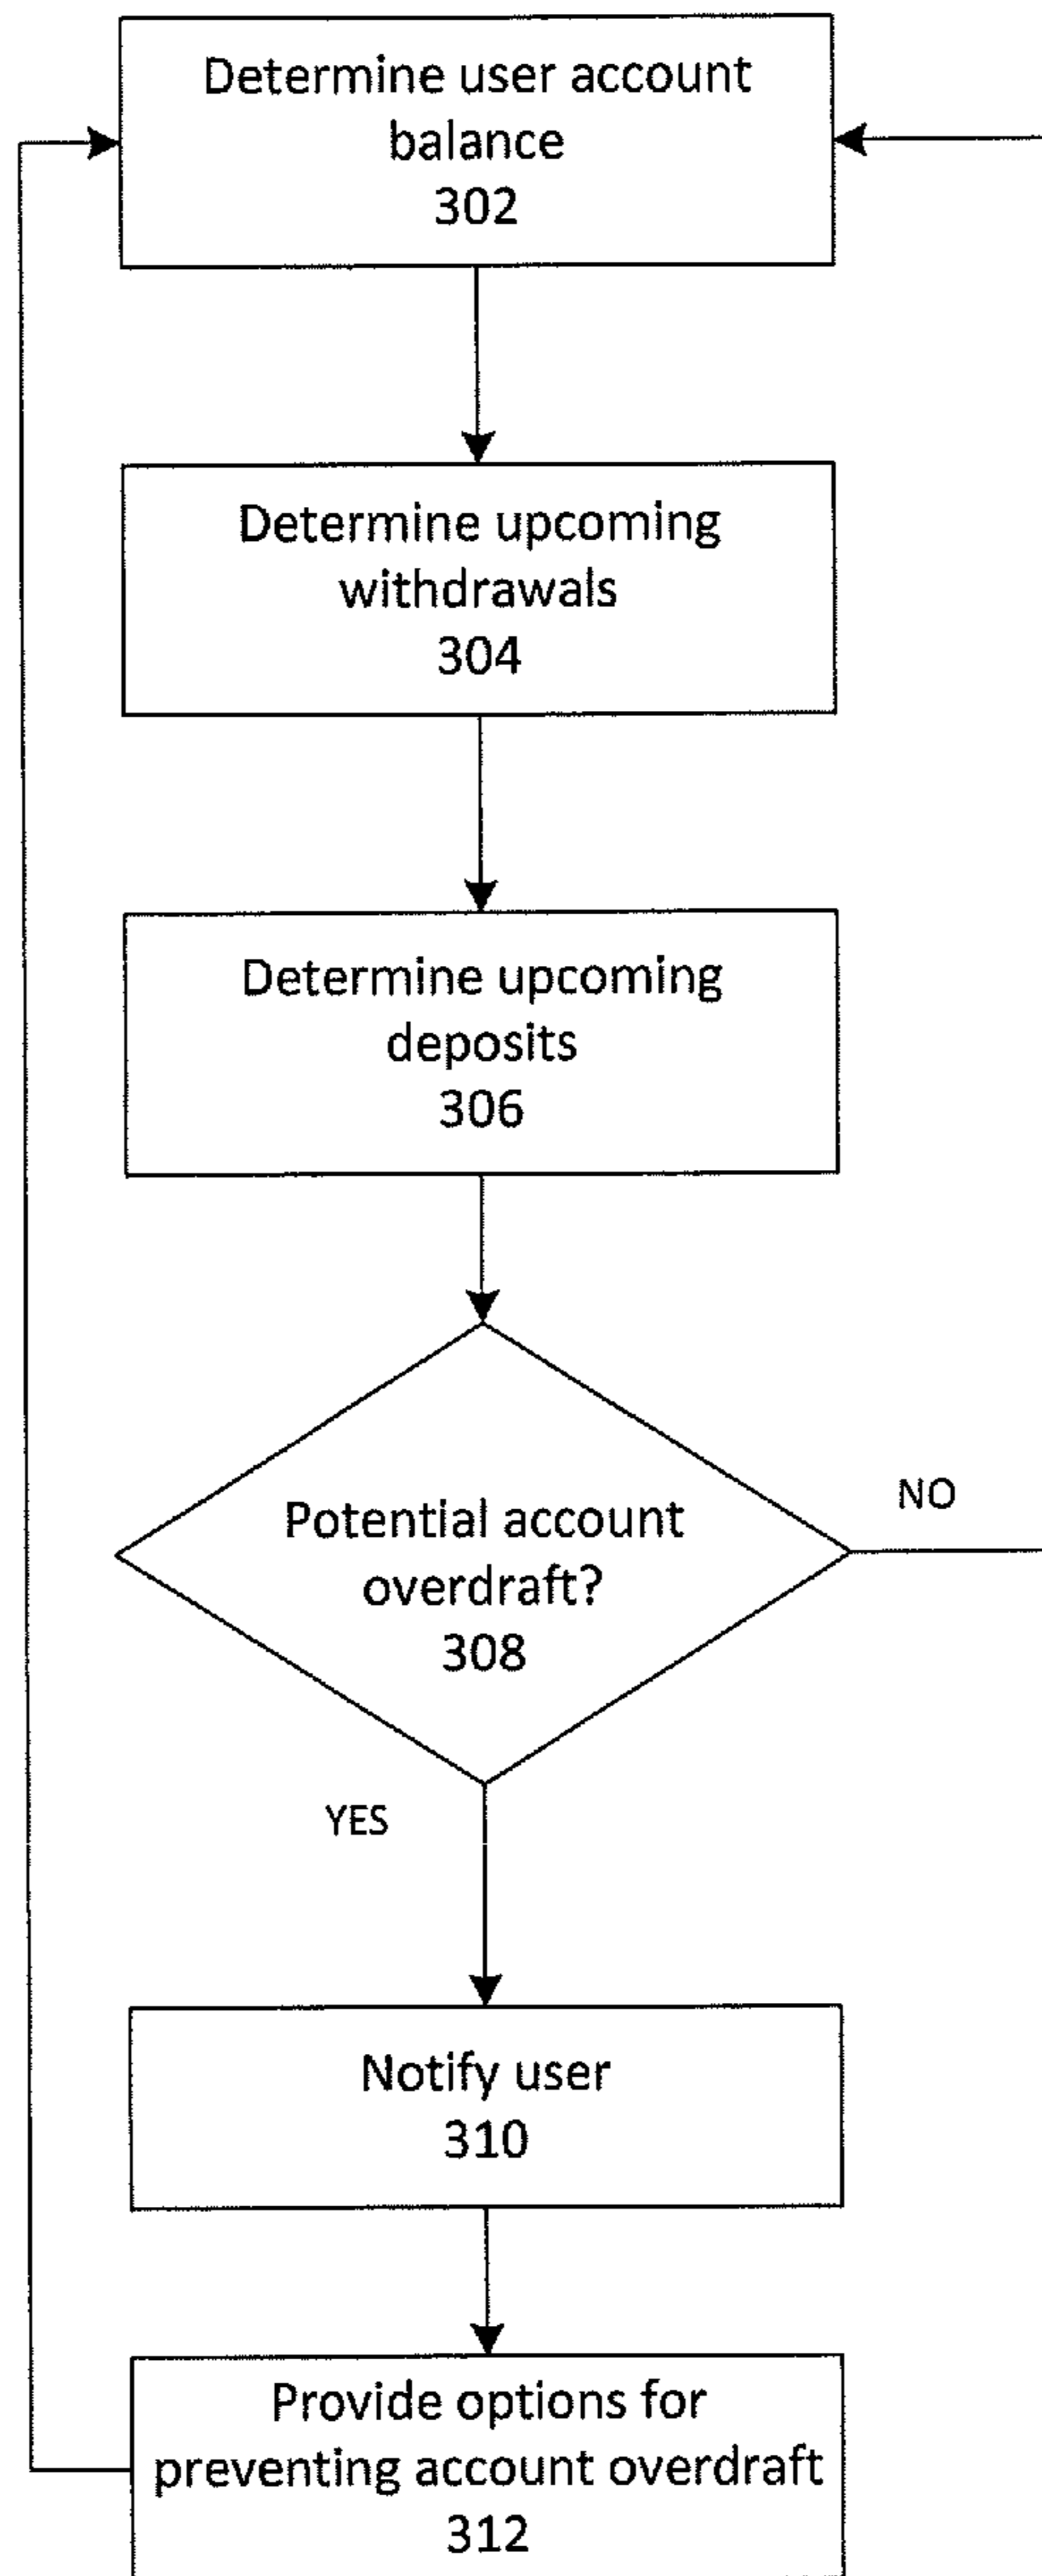 Determine user account
balance
302
Determine upcoming
withdrawals
304
Determine upcoming
deposits
306
Potential account
overdraft?
308
NO
YES
Notify user
310
Provide options for
preventing account overdraft
312